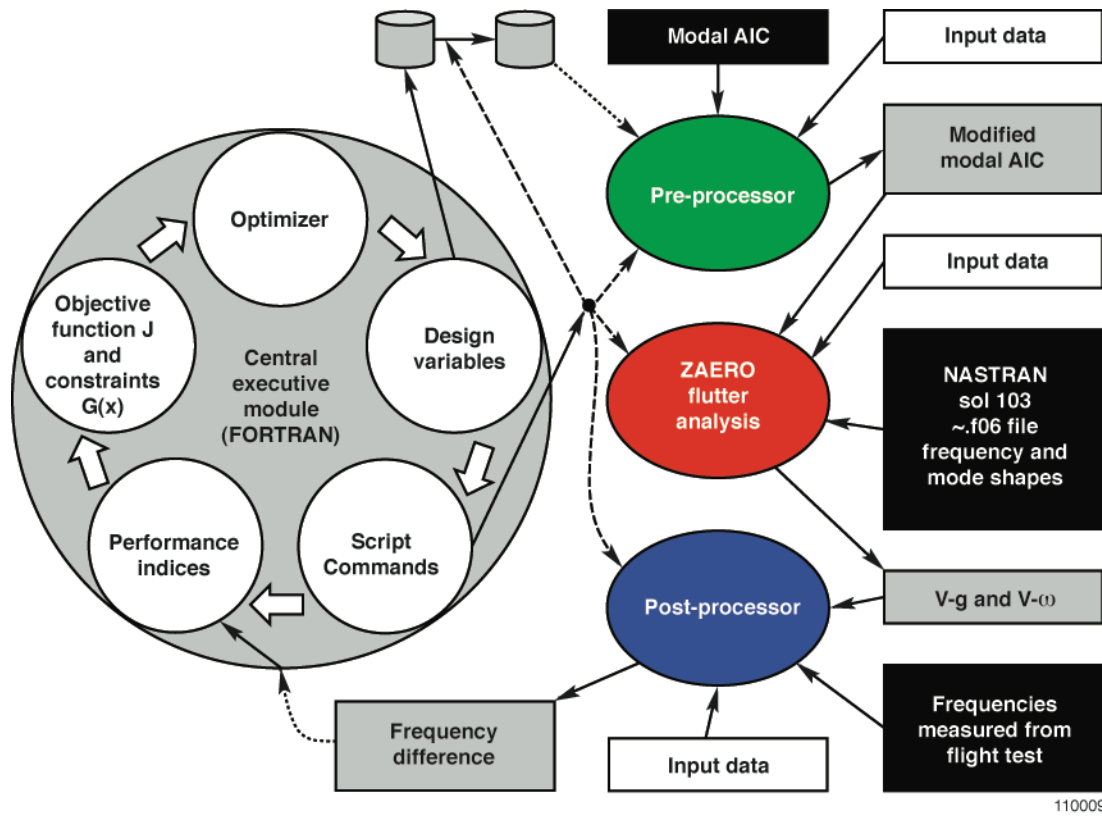 Modal AIC
Input data
Modified
modal AIC
Pre-processor
Input data
Optimizer
Objective
function J
and
constraints
G(x)
Design
variables
Central
executive
module
(FORTRAN)
Performance
indices
Script
Commands
ZAERO
flutter
analysis
NASTRAN
sol 103
~.f06 file
frequency and
mode shapes
Post-processor
V-g and V-ω
Frequency
difference
Input data
Frequencies
measured from
flight test
110009